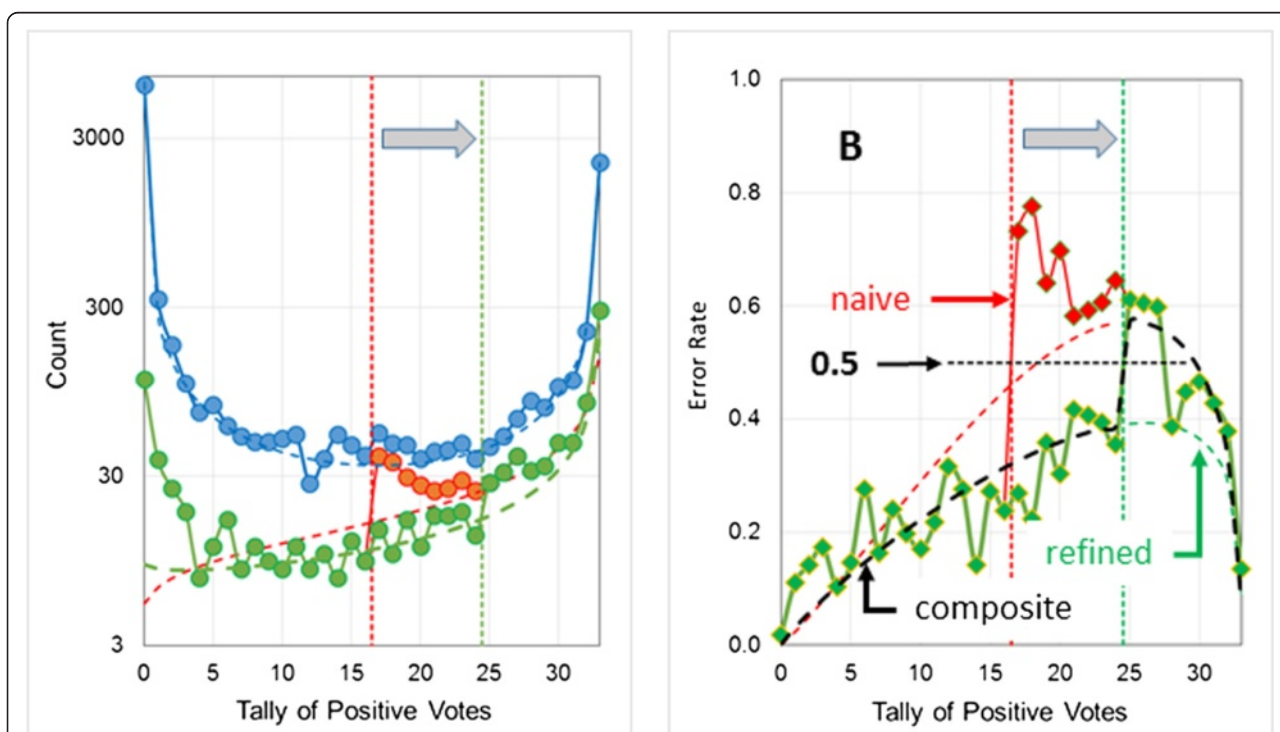 3000
300
30
3
Count
0 5 10 15 20 25 30
Tally of Positive Votes
B
1.0
0.8
0.6
0.4
0.2
0.0
Error Rate
naive
0.5
refined
composite
0 5 10 15 20 25 30
Tally of Positive Votes